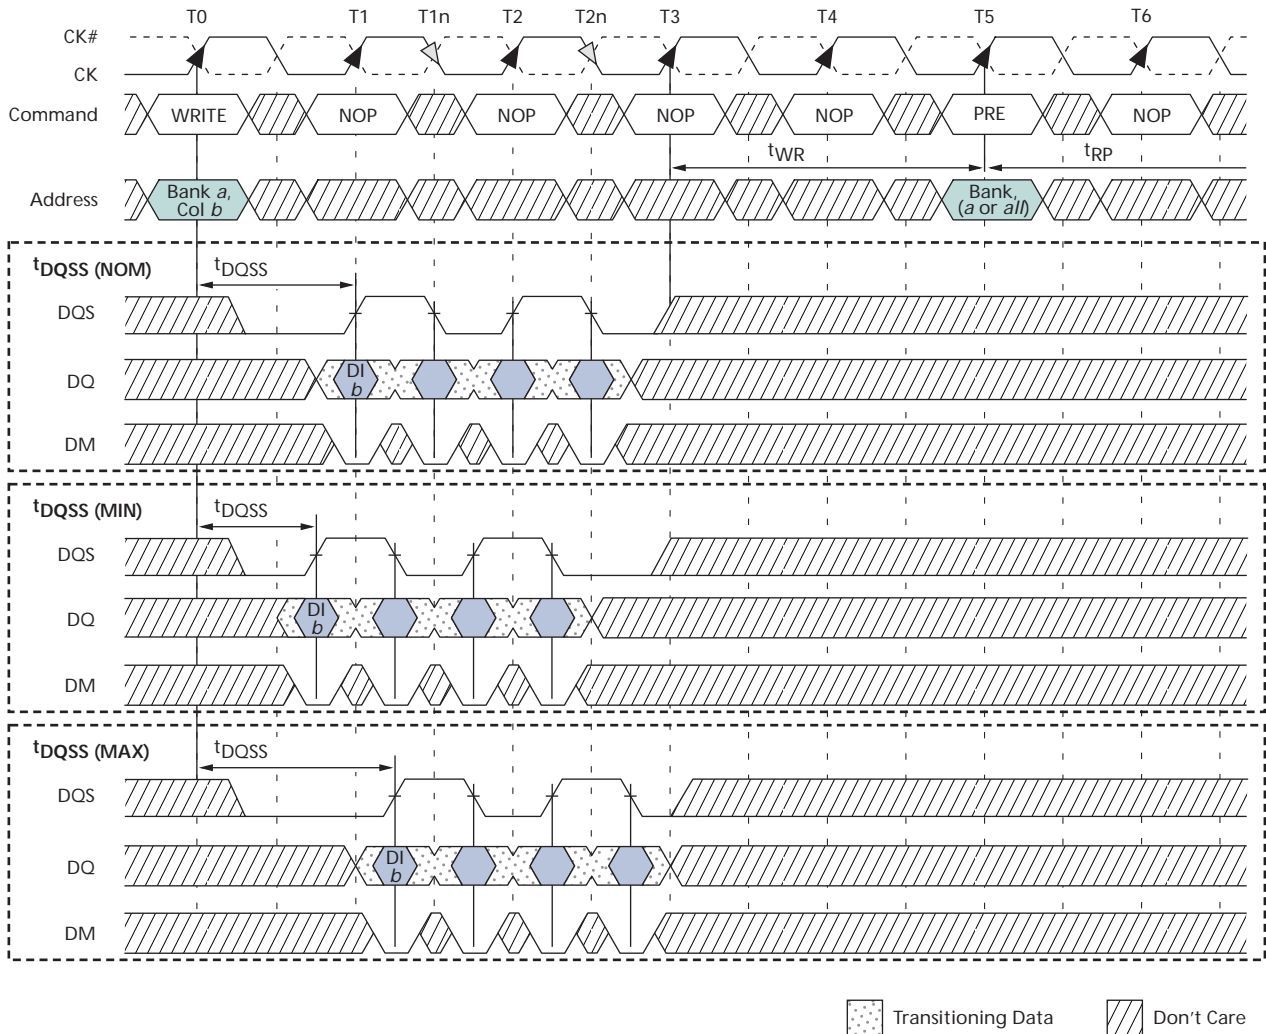 T0 T1 T1n T2 T2n T3 T4 T5 T6
CK#
CK
Command WRITE NOP NOP NOP NOP PRE NOP
tWR tRP
Address Bank a, Bank,
Col b (a or all)
tDQSS (NOM) tDQSS
DQS
DQ DI
b
DM
tDQSS (MIN) tDQSS
DQS
DQ DI
b
DM
tDQSS (MAX) tDQSS
DQS
DQ DI
b
DM
Transitioning Data Don't Care